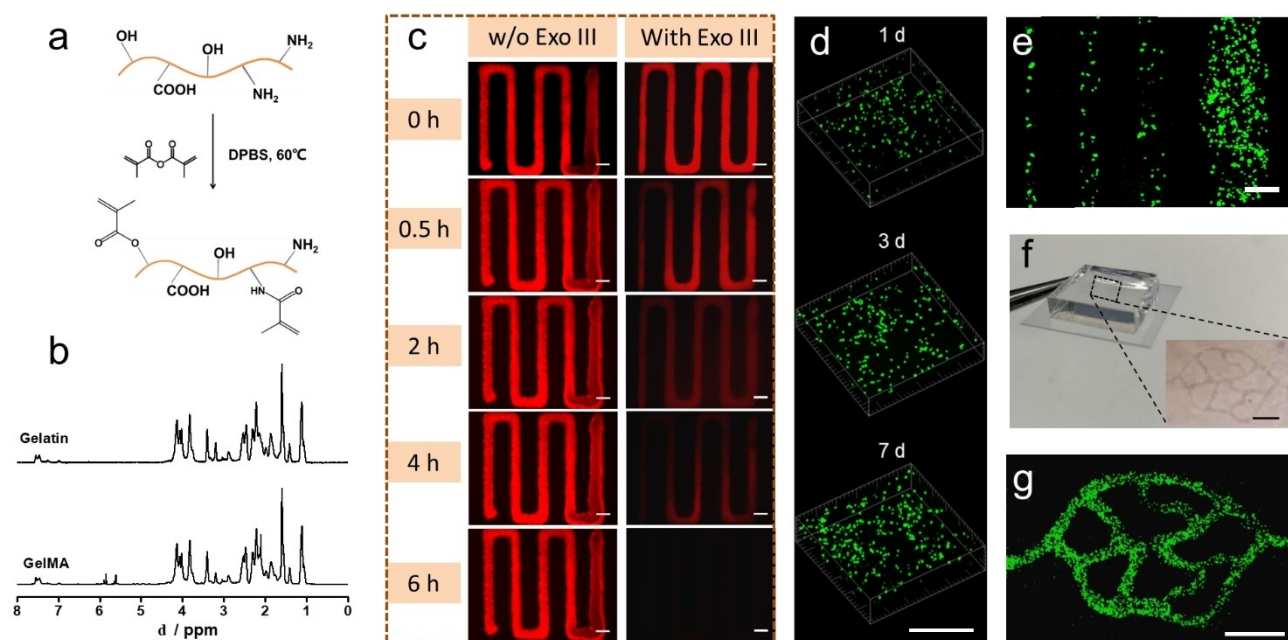 a
OH
OH
NH2
COOH
NH2
O O
O
DPBS, 60℃
O
O
OH
NH2
COOH
HN
O
b
Gelatin
GelMA
8 7 6 5 4 3 2 1 0
d / ppm
c
w/o Exo III With Exo III
0 h
0.5 h
2 h
4 h
6 h
d
1 d
3 d
7 d
e
f
g